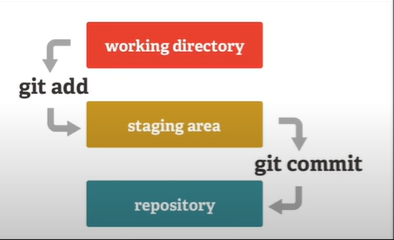 working directory
git add
staging area
git commit
repository